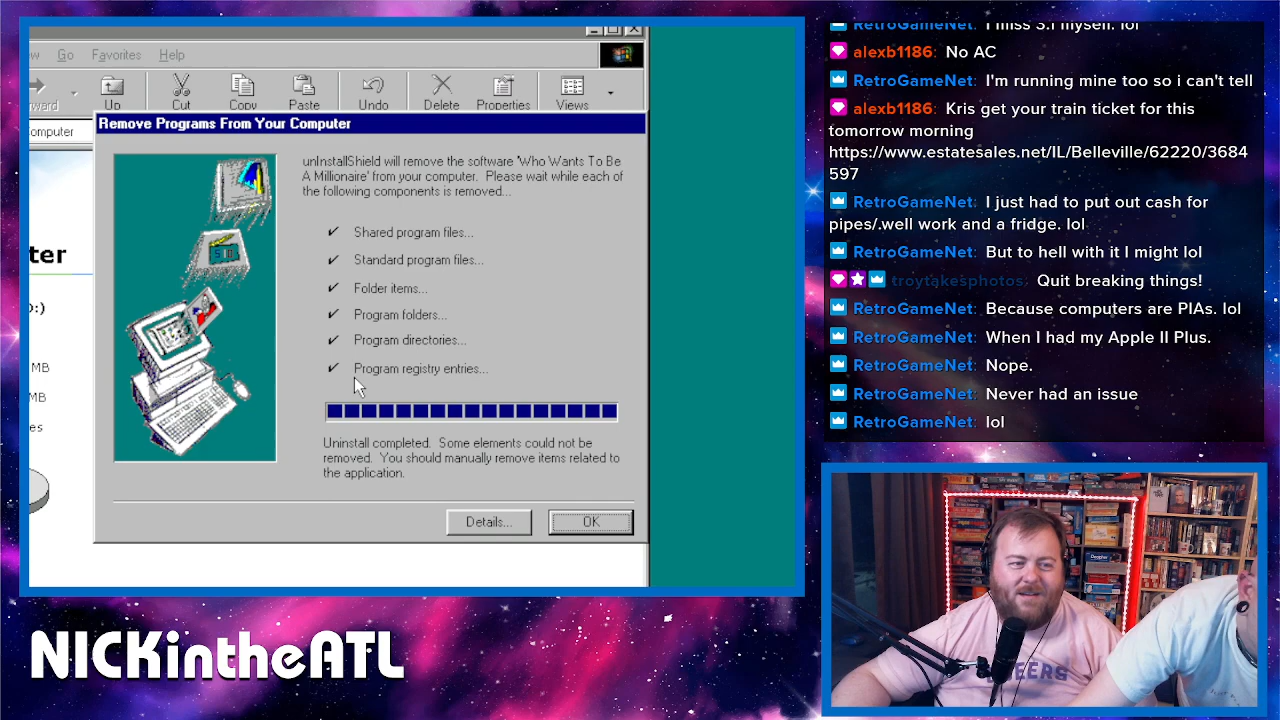 Go Favorites Help
Up Cut Copy Paste Undo Delete Properties Views
Remove Programs From Your Computer
unInstallShield will remove the software 'Who Wants To Be
A Millionaire' from your computer. Please wait while each of
the following components is removed...
✓ Shared program files...
✓ Standard program files...
✓ Folder items...
✓ Program folders...
✓ Program directories...
✓ Program registry entries...
Uninstall completed. Some elements could not be
removed. You should manually remove items related to
the application.
Details... OK
MB
MB
NICKintheATL
RetroGameNet: I miss 3.1 myself. lol
alexb1186: No AC
RetroGameNet: I'm running mine too so i can't tell
alexb1186: Kris get your train ticket for this
tomorrow morning
https://www.estatesales.net/IL/Belleville/62220/3684
597
RetroGameNet: I just had to put out cash for
pipes/.well work and a fridge. lol
RetroGameNet: But to hell with it I might lol
troytakesphotos: Quit breaking things!
RetroGameNet: Because computers are PIAs. lol
RetroGameNet: When I had my Apple II Plus.
RetroGameNet: Nope.
RetroGameNet: Never had an issue
RetroGameNet: lol